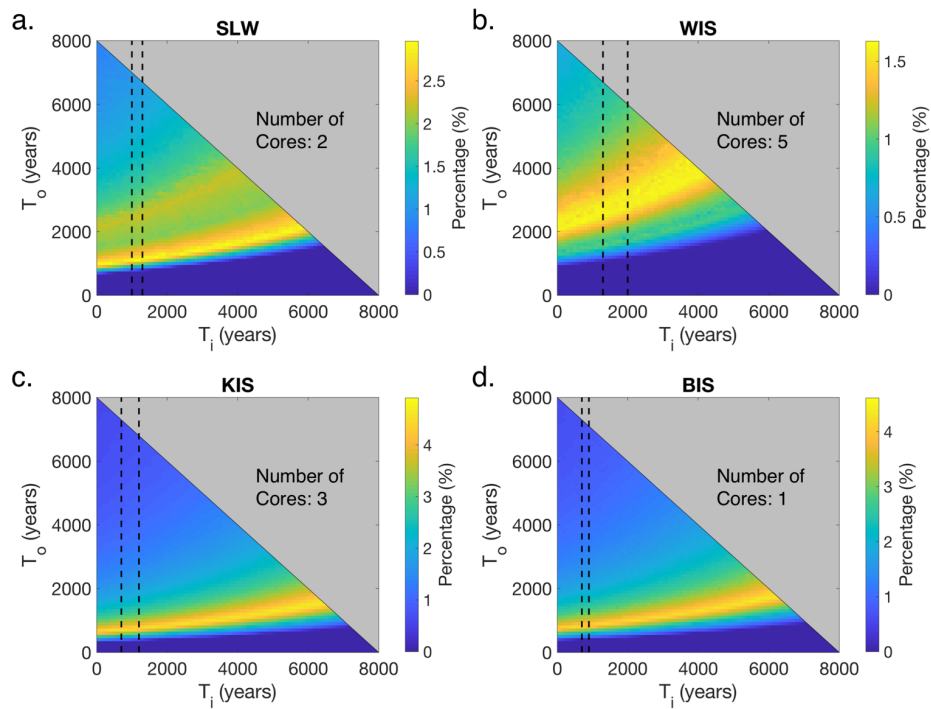 a.
SLW
8000
6000
4000
2000
0
T_o (years)
0 2000 4000 6000 8000
T_i (years)
Number of
Cores: 2
2.5
2
1.5
1
0.5
0
Percentage (%)
b.
WIS
8000
6000
4000
2000
0
T_o (years)
0 2000 4000 6000 8000
T_i (years)
Number of
Cores: 5
1.5
1
0.5
0
Percentage (%)
c.
KIS
8000
6000
4000
2000
0
T_o (years)
0 2000 4000 6000 8000
T_i (years)
Number of
Cores: 3
4
3
2
1
0
Percentage (%)
d.
BIS
8000
6000
4000
2000
0
T_o (years)
0 2000 4000 6000 8000
T_i (years)
Number of
Cores: 1
4
3
2
1
0
Percentage (%)